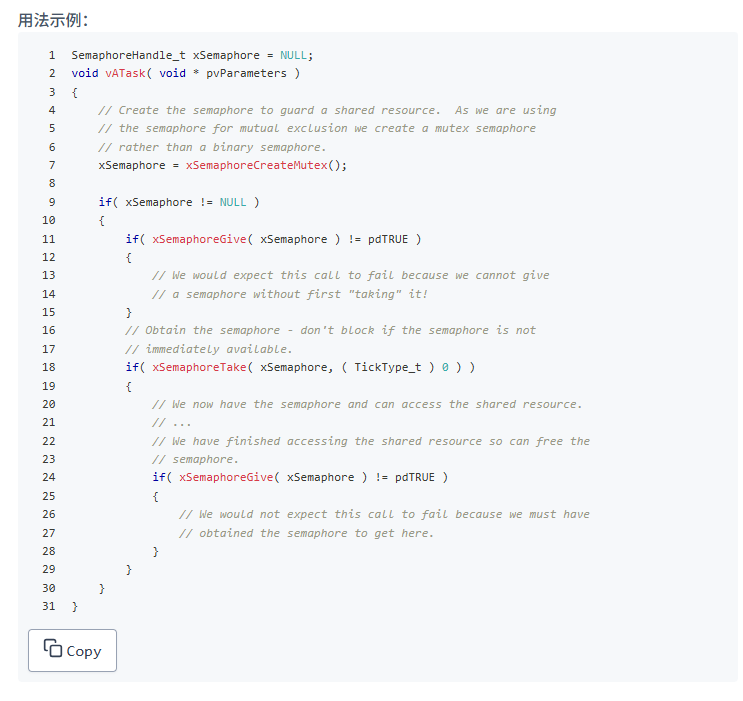 用法示例：
1 SemaphoreHandle_t xSemaphore = NULL;
2 void vATask( void * pvParameters )
3 {
4     // Create the semaphore to guard a shared resource.  As we are using
5     // the semaphore for mutual exclusion we create a mutex semaphore
6     // rather than a binary semaphore.
7     xSemaphore = xSemaphoreCreateMutex();
8
9     if( xSemaphore != NULL )
10     {
11         if( xSemaphoreGive( xSemaphore ) != pdTRUE )
12         {
13             // We would expect this call to fail because we cannot give
14             // a semaphore without first "taking" it!
15         }
16         // Obtain the semaphore - don't block if the semaphore is not
17         // immediately available.
18         if( xSemaphoreTake( xSemaphore, ( TickType_t ) 0 ) )
19         {
20             // We now have the semaphore and can access the shared resource.
21             // ...
22             // We have finished accessing the shared resource so can free the
23             // semaphore.
24             if( xSemaphoreGive( xSemaphore ) != pdTRUE )
25             {
26                 // We would not expect this call to fail because we must have
27                 // obtained the semaphore to get here.
28             }
29         }
30     }
31 }
Copy